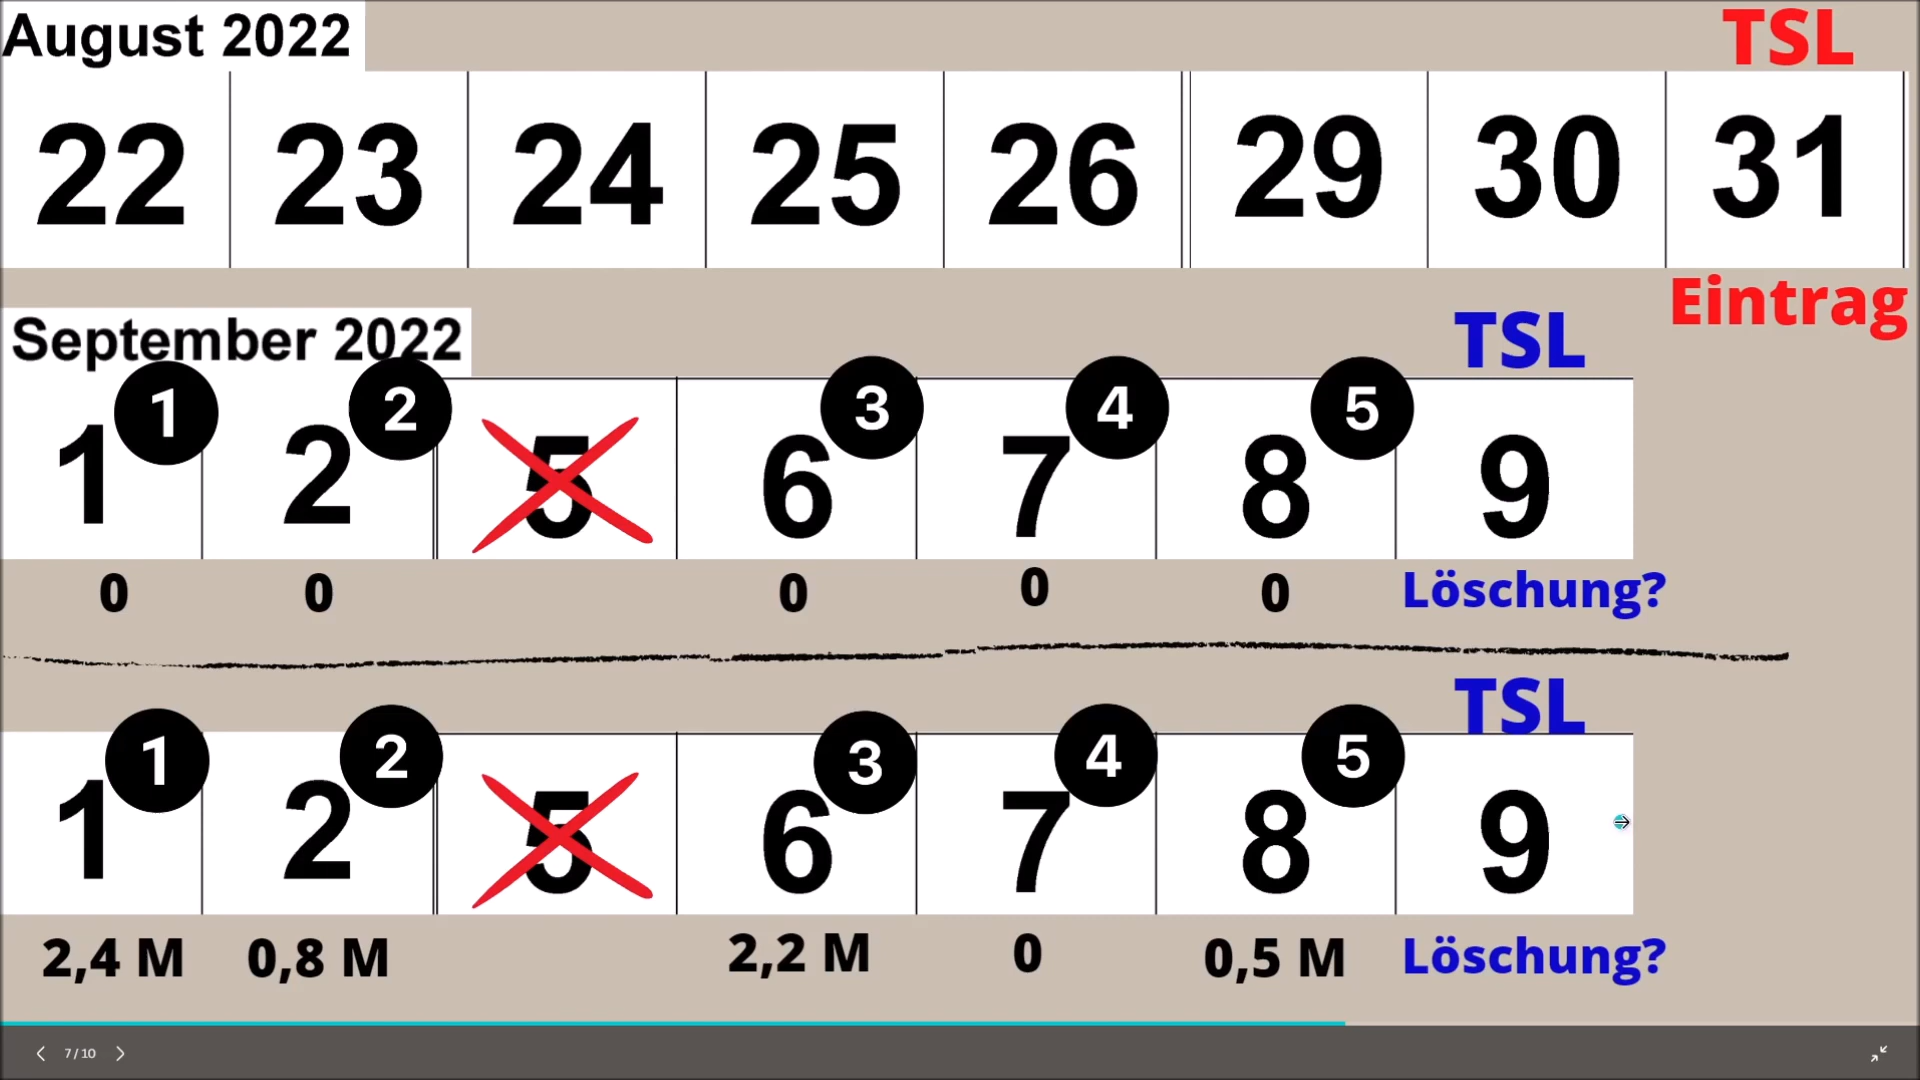 August 2022
TSL
22 23 24 25 26 29 30 31
Eintrag
September 2022
TSL
1 2 3 4 5
1 2 5 6 7 8 9
0 0 0 0 0 Löschung?
TSL
1 2 3 4 5
1 2 5 6 7 8 9
2,4 M 0,8 M 2,2 M 0 0,5 M Löschung?
7 / 10